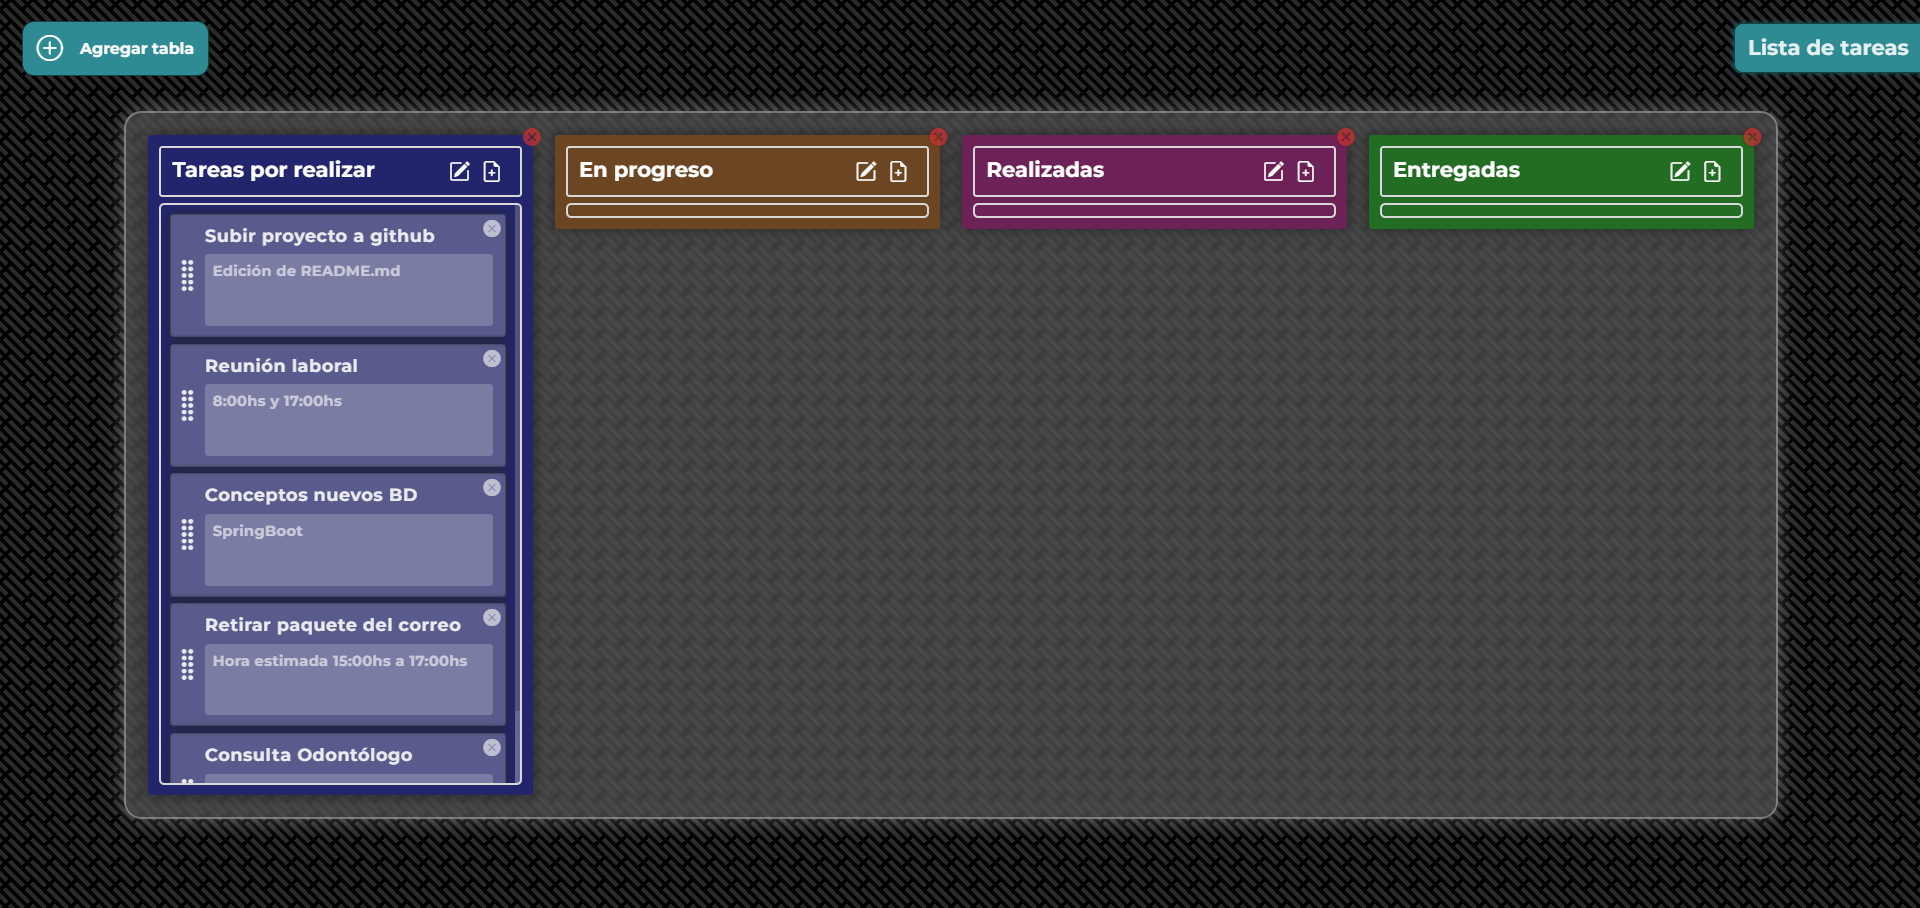 Agregar tabla
Lista de tareas
Tareas por realizar
Subir proyecto a github
Edición de README.md
Reunión laboral
8:00hs y 17:00hs
Conceptos nuevos BD
SpringBoot
Retirar paquete del correo
Hora estimada 15:00hs a 17:00hs
Consulta Odontólogo
En progreso
Realizadas
Entregadas